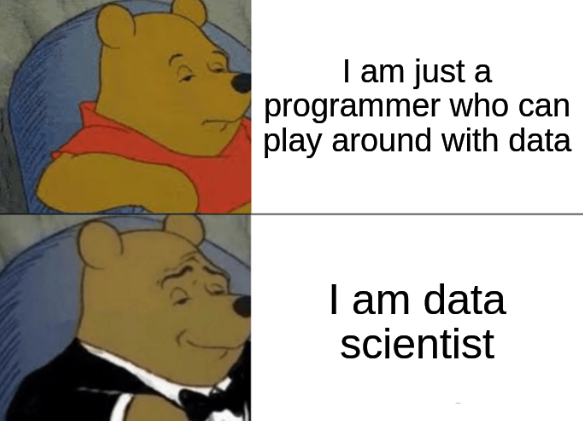 I am just a
programmer who can
play around with data
I am data
scientist